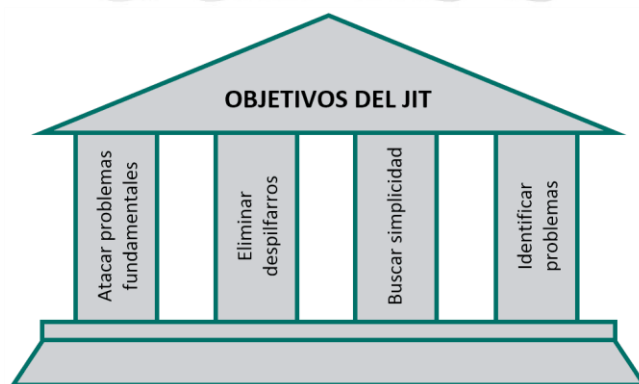 OBJETIVOS DEL JIT
Atacar problemas
fundamentales
Eliminar
despilfarros
Buscar simplicidad
Identificar
problemas